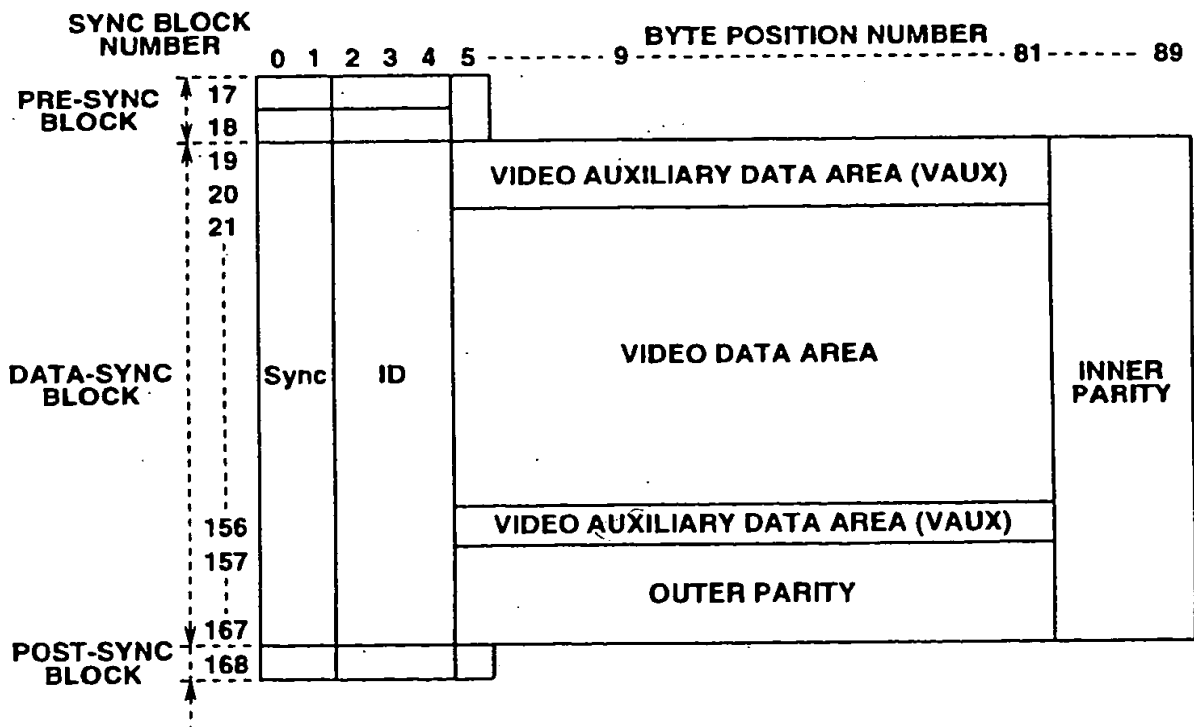 SYNC BLOCK
NUMBER
BYTE POSITION NUMBER
0 1 2 3 4 5 9 81 89
PRE-SYNC
BLOCK
17
18
19
20
21
VIDEO AUXILIARY DATA AREA (VAUX)
DATA-SYNC
BLOCK
Sync
ID
VIDEO DATA AREA
INNER
PARITY
156
VIDEO AUXILIARY DATA AREA (VAUX)
157
OUTER PARITY
167
POST-SYNC
BLOCK
168